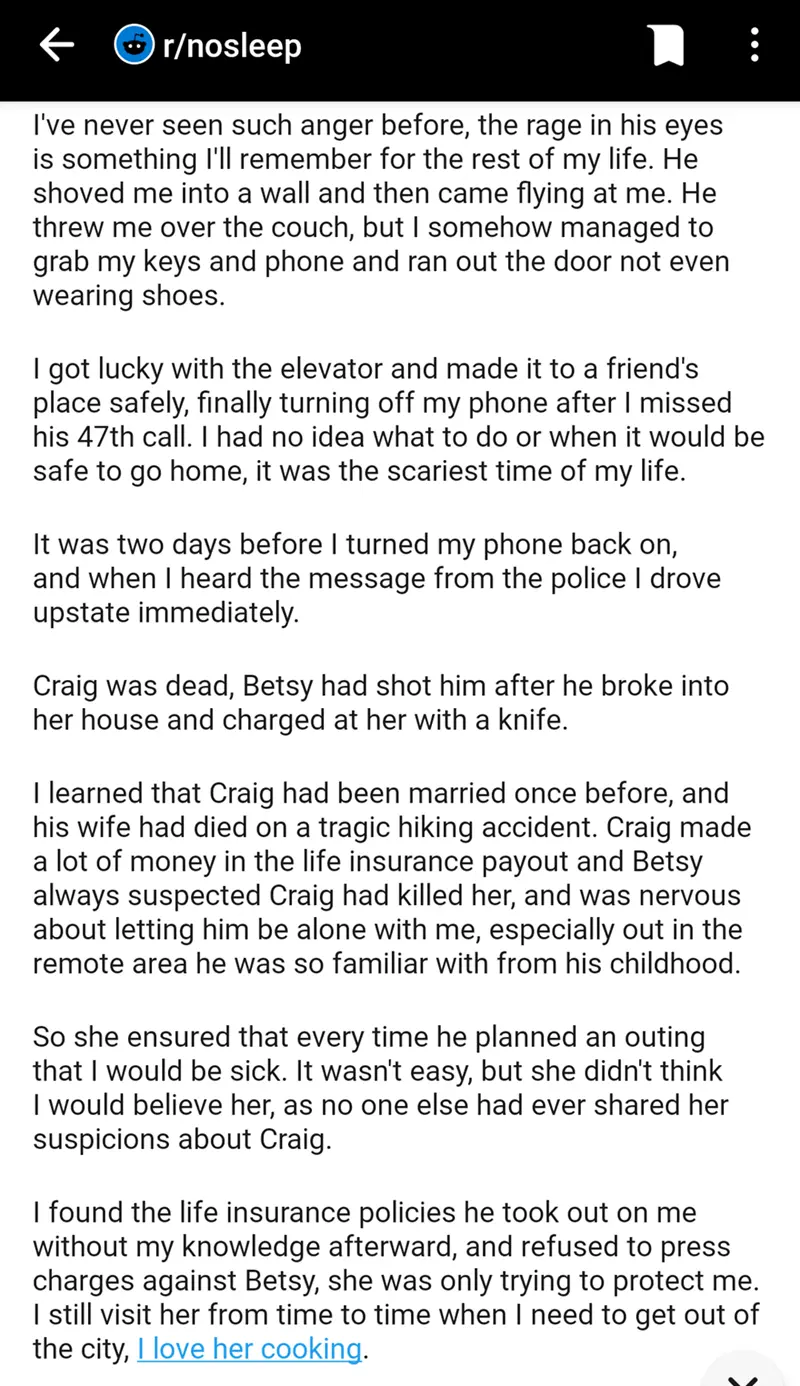 r/nosleep
I've never seen such anger before, the rage in his eyes
is something I'll remember for the rest of my life. He
shoved me into a wall and then came flying at me. He
threw me over the couch, but I somehow managed to
grab my keys and phone and ran out the door not even
wearing shoes.
I got lucky with the elevator and made it to a friend's
place safely, finally turning off my phone after I missed
his 47th call. I had no idea what to do or when it would be
safe to go home, it was the scariest time of my life.
It was two days before I turned my phone back on,
and when I heard the message from the police I drove
upstate immediately.
Craig was dead, Betsy had shot him after he broke into
her house and charged at her with a knife.
I learned that Craig had been married once before, and
his wife had died on a tragic hiking accident. Craig made
a lot of money in the life insurance payout and Betsy
always suspected Craig had killed her, and was nervous
about letting him be alone with me, especially out in the
remote area he was so familiar with from his childhood.
So she ensured that every time he planned an outing
that I would be sick. It wasn't easy, but she didn't think
I would believe her, as no one else had ever shared her
suspicions about Craig.
I found the life insurance policies he took out on me
without my knowledge afterward, and refused to press
charges against Betsy, she was only trying to protect me.
I still visit her from time to time when I need to get out of
the city, I love her cooking.